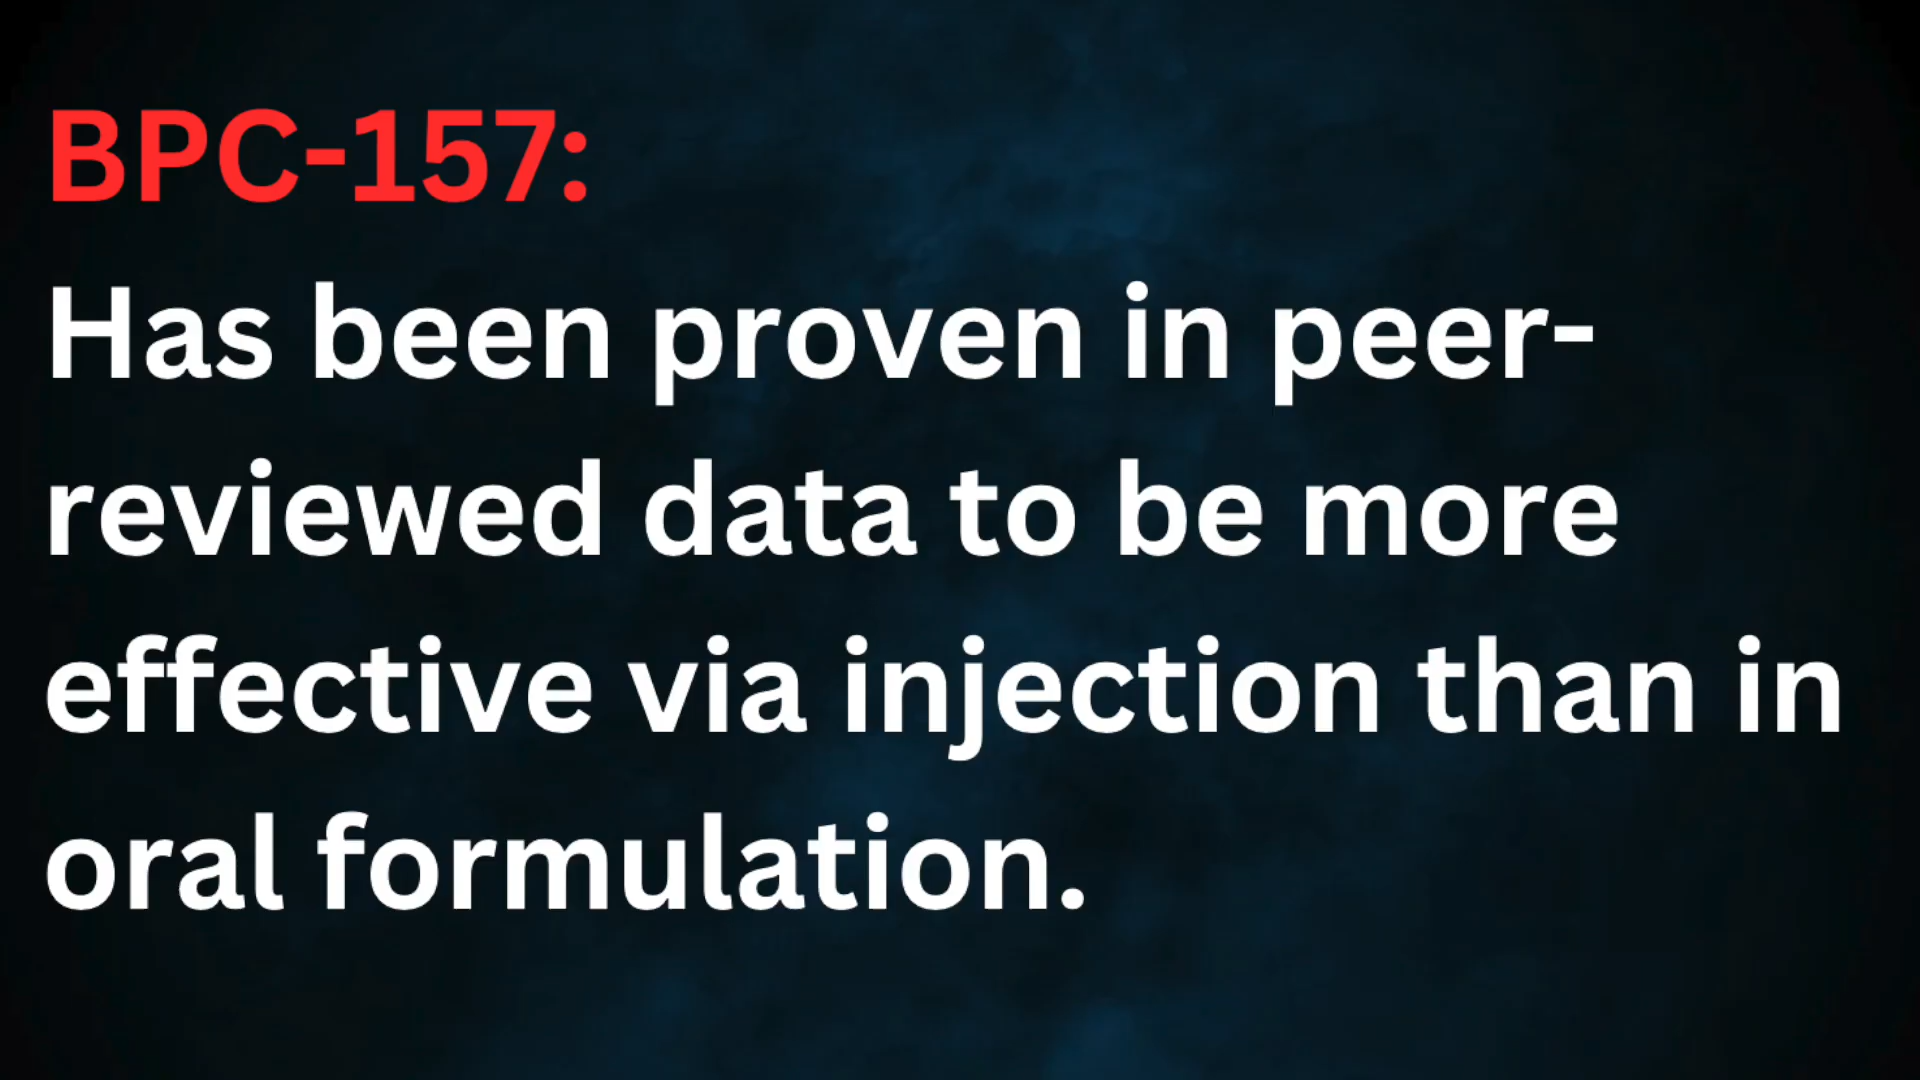 BPC-157:
Has been proven in peer-
reviewed data to be more
effective via injection than in
oral formulation.